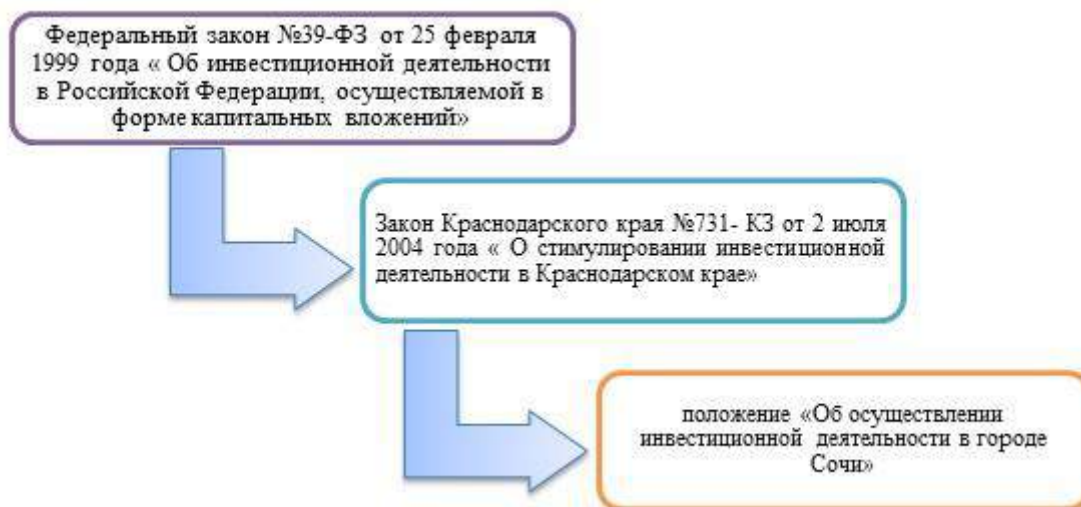 Федеральный закон №39-ФЗ от 25 февраля
1999 года « Об инвестиционной деятельности
в Российской Федерации, осуществляемой в
форме капитальных вложений»
Закон Краснодарского края №731- КЗ от 2 июля
2004 года « О стимулировании инвестиционной
деятельности в Краснодарском крае»
положение «Об осуществлении
инвестиционной деятельности в городе
Сочи»